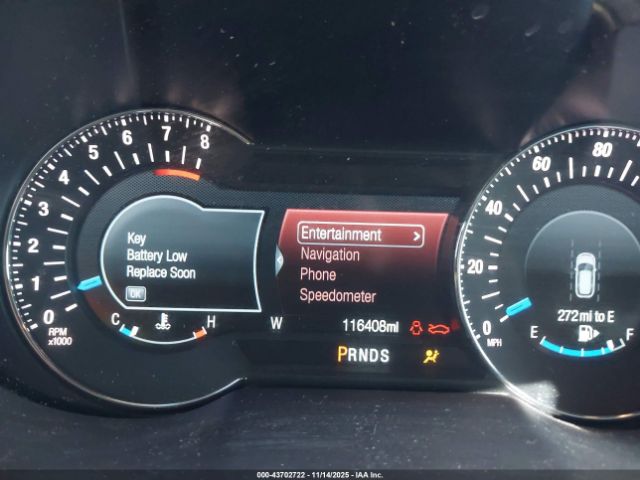 0 1 2 3 4 5 6 7 8
RPM
x1000
Key
Battery Low
Replace Soon
OK
C H
Entertainment >
Navigation
Phone
Speedometer
W 116408mi
PRNDS
0 20 40 60 80
MPH
272 mi to E
E F
000-43702722 - 11/14/2025 - IAA Inc.